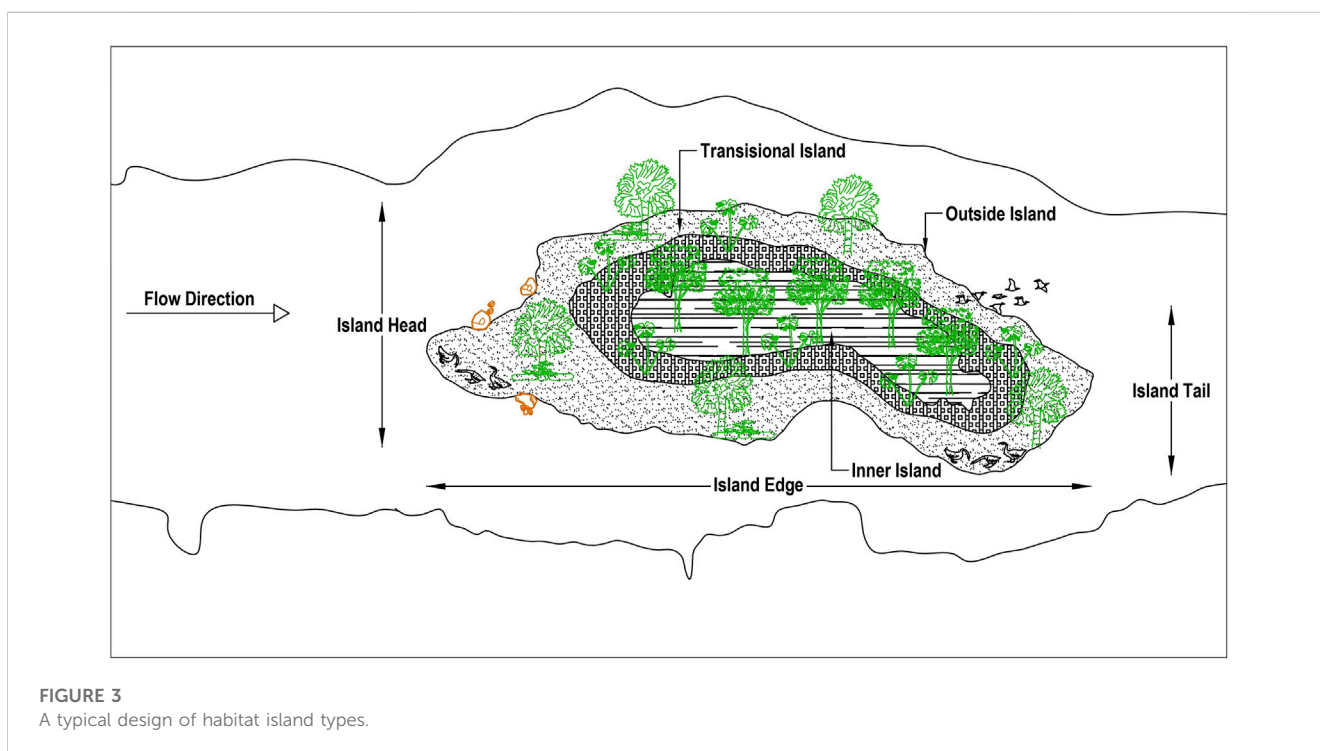 Transisional Island
Outside Island
Flow Direction
Island Head
Island Tail
Inner Island
Island Edge
FIGURE 3
A typical design of habitat island types.